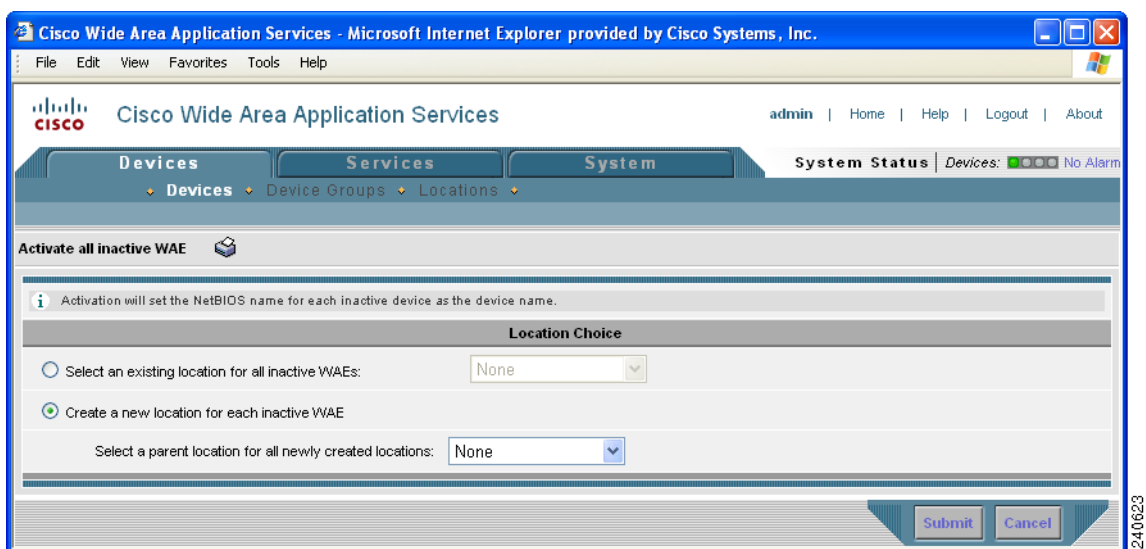 Cisco Wide Area Application Services - Microsoft Internet Explorer provided by Cisco Systems, Inc.
File Edit View Favorites Tools Help
CISCO
Cisco Wide Area Application Services
admin | Home | Help | Logout | About
Devices Services System
System Status | Devices: No Alarm
Devices Device Groups Locations
Activate all inactive WAE
i Activation will set the NetBIOS name for each inactive device as the device name.
Location Choice
Select an existing location for all inactive WAEs: None
Create a new location for each inactive WAE
Select a parent location for all newly created locations: None
Submit Cancel
240623